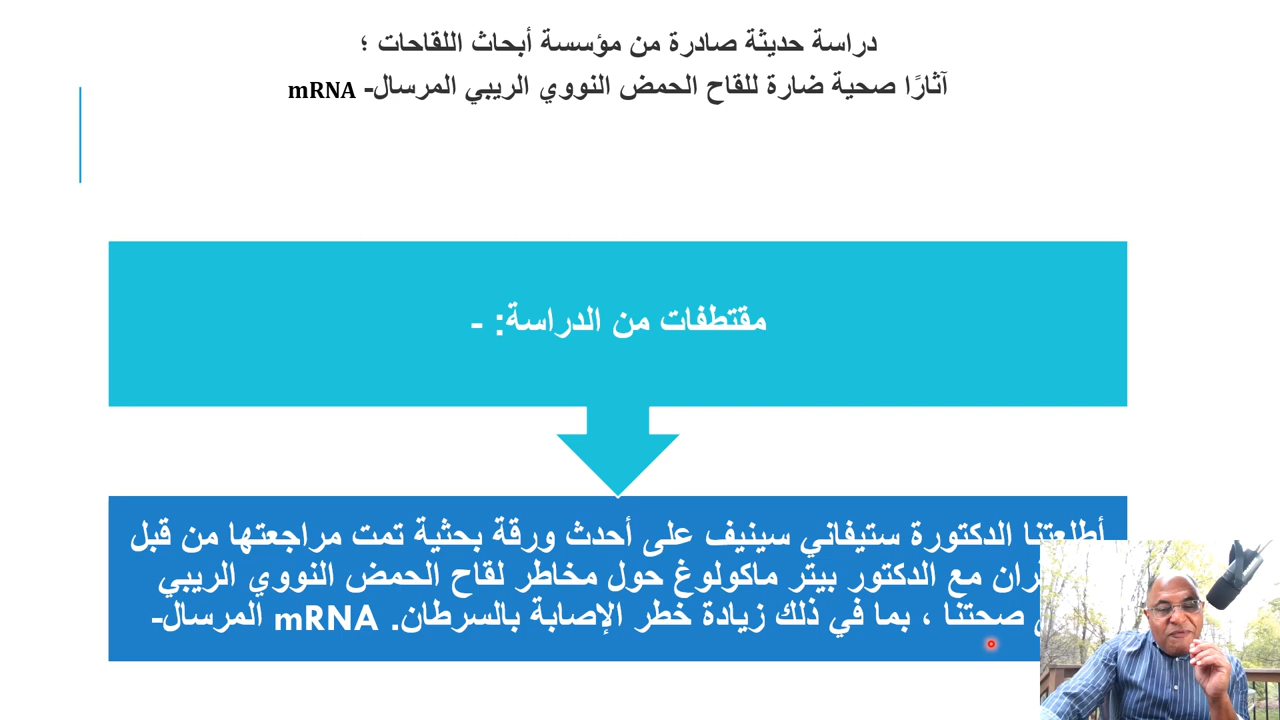 دراسة حديثة صادرة من مؤسسة أبحاث اللقاحات ؛
آثارًا صحية ضارة للقاح الحمض النووي الريبي المرسال- mRNA
مقتطفات من الدراسة: -
أطلعتنا الدكتورة ستيفاني سينيف على أحدث ورقة بحثية تمت مراجعتها من قبل
مع الدكتور بيتر ماكولوغ حول مخاطر لقاح الحمض النووي الريبي
صحتنا ، بما في ذلك زيادة خطر الإصابة بالسرطان. mRNA المرسال-